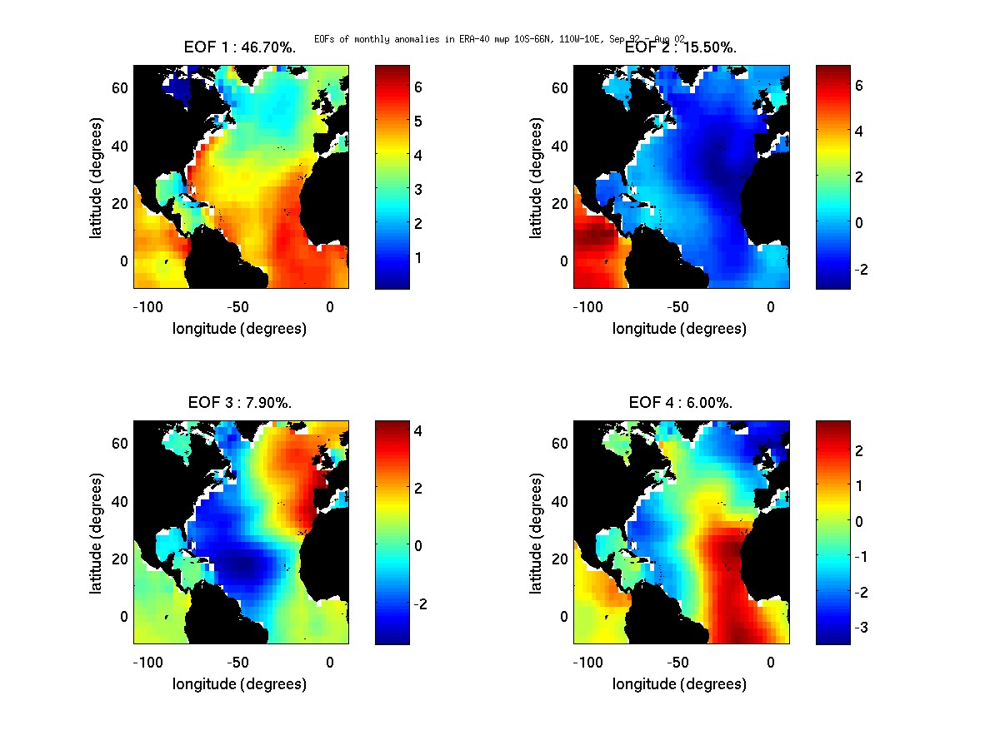 EOFs of monthly anomalies in ERA-40 mwp 10S-66N, 110W-10E, Sep 92 - Aug 02
EOF 1 : 46.70%.
60
40
20
0
-100 -50 0
latitude (degrees)
longitude (degrees)
6
5
4
3
2
1
EOF 2 : 15.50%.
60
40
20
0
-100 -50 0
latitude (degrees)
longitude (degrees)
6
4
2
0
-2
EOF 3 : 7.90%.
60
40
20
0
-100 -50 0
latitude (degrees)
longitude (degrees)
4
2
0
-2
EOF 4 : 6.00%.
60
40
20
0
-100 -50 0
latitude (degrees)
longitude (degrees)
2
1
0
-1
-2
-3